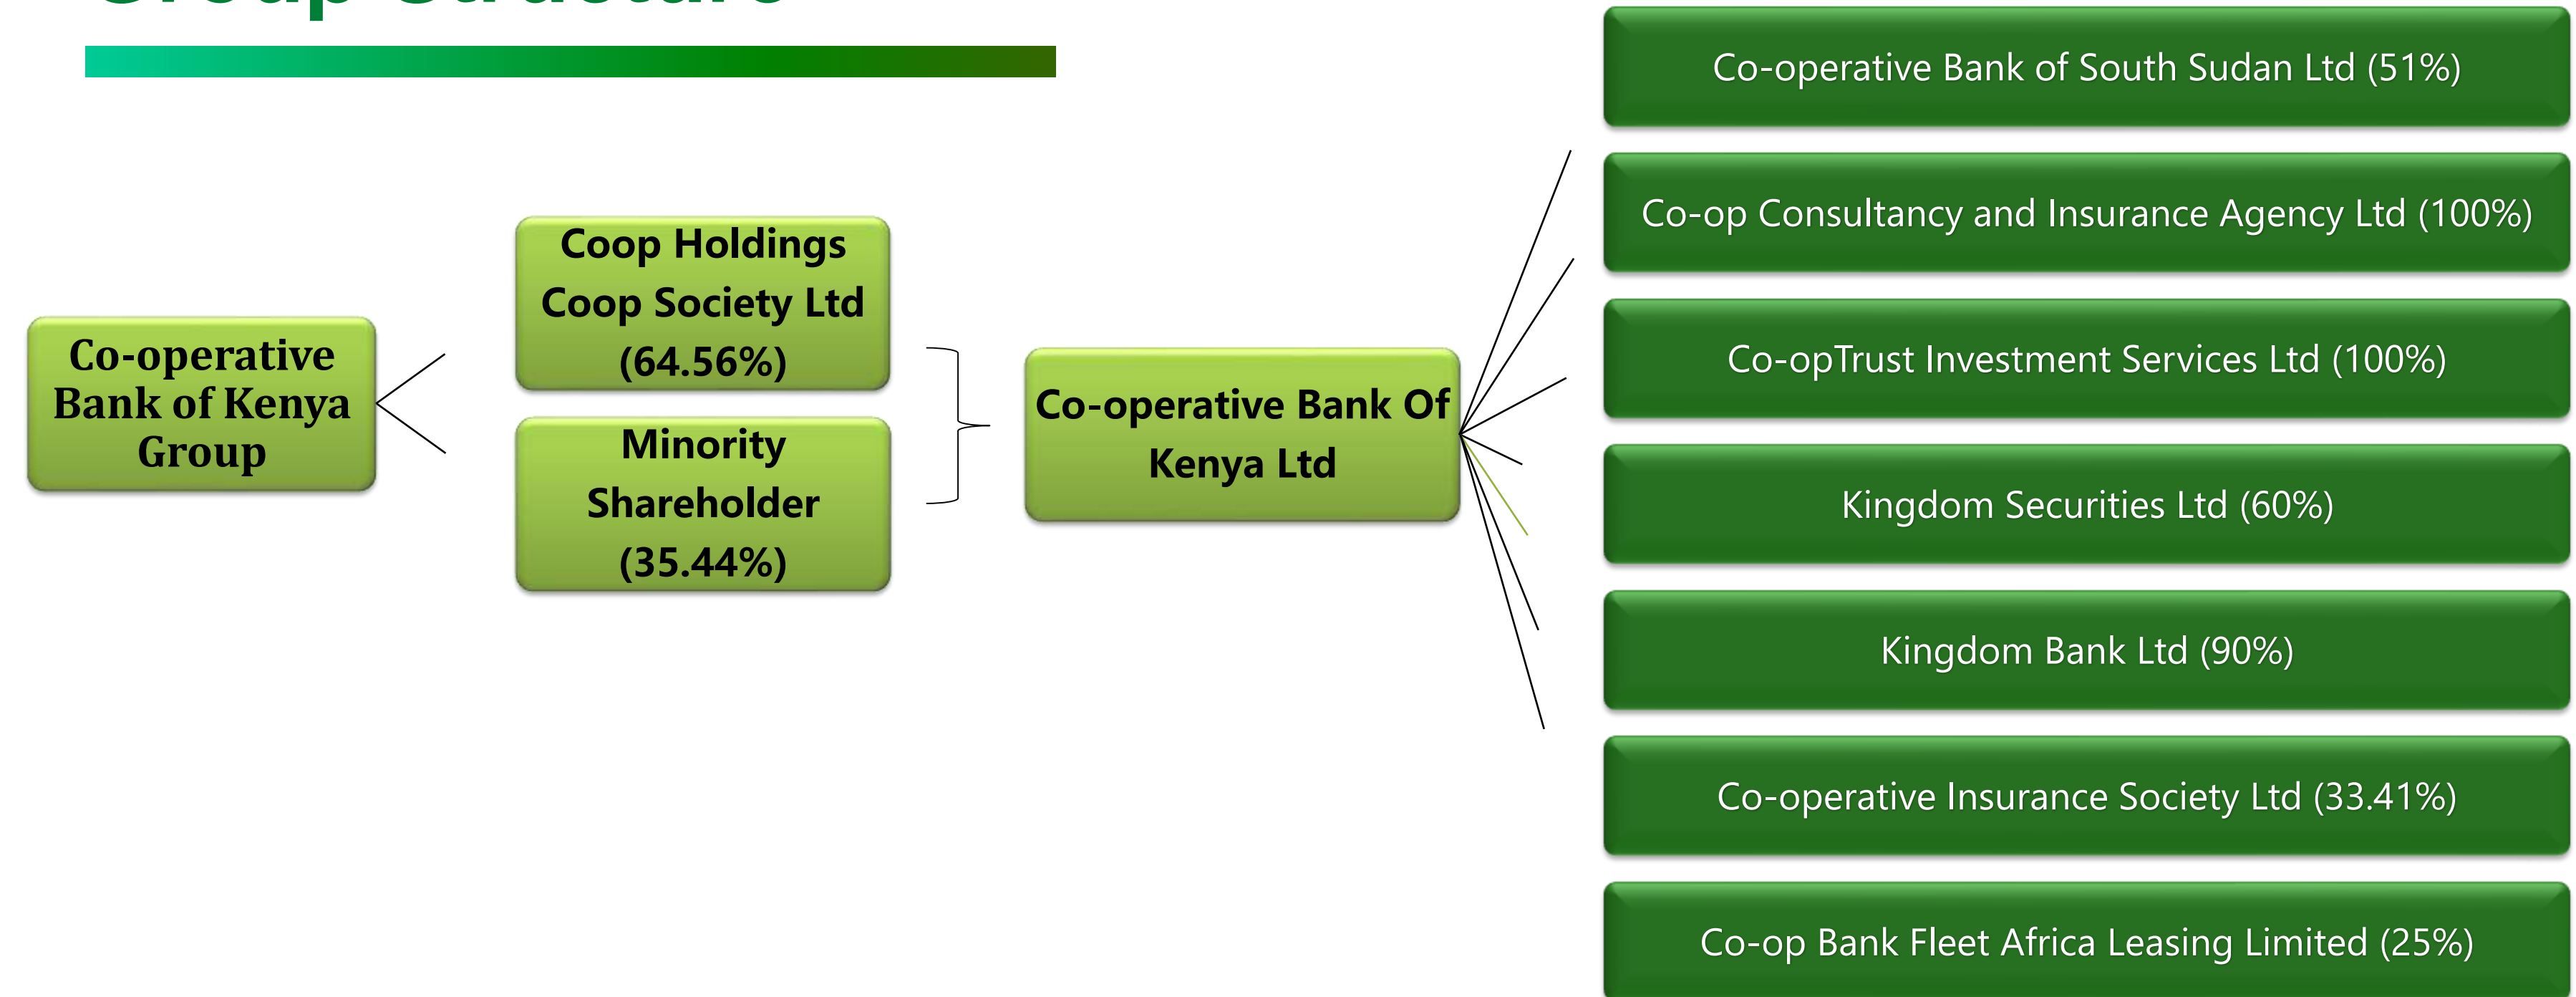 Group Structure
Co-operative
Bank of Kenya
Group
Coop Holdings
Coop Society Ltd
(64.56%)
Minority
Shareholder
(35.44%)
Co-operative Bank Of
Kenya Ltd
Co-operative Bank of South Sudan Ltd (51%)
Co-op Consultancy and Insurance Agency Ltd (100%)
Co-opTrust Investment Services Ltd (100%)
Kingdom Securities Ltd (60%)
Kingdom Bank Ltd (90%)
Co-operative Insurance Society Ltd (33.41%)
Co-op Bank Fleet Africa Leasing Limited (25%)